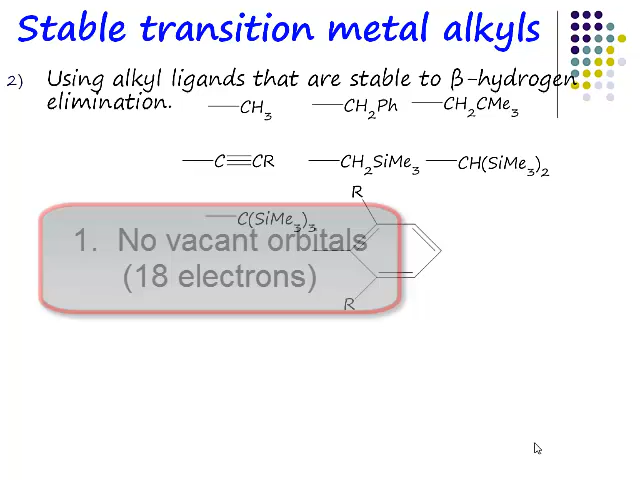 Stable transition metal alkyls
2) Using alkyl ligands that are stable to β-hydrogen
elimination.
CH3 CH2Ph CH2CMe3
C CR CH2SiMe3 CH(SiMe3)2
R
C(SiMe3)3
1. No vacant orbitals
(18 electrons)
R